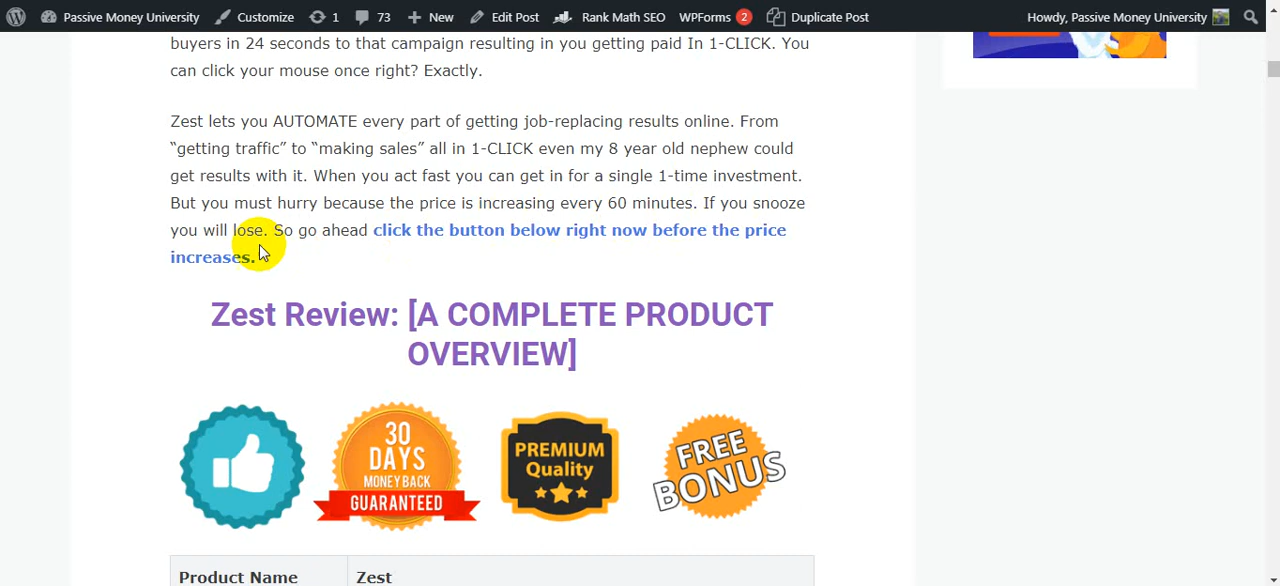 Passive Money University Customize 1 73 New Edit Post Rank Math SEO WPForms 2 Duplicate Post Howdy, Passive Money University
buyers in 24 seconds to that campaign resulting in you getting paid In 1-CLICK. You
can click your mouse once right? Exactly.
Zest lets you AUTOMATE every part of getting job-replacing results online. From
“getting traffic” to “making sales” all in 1-CLICK even my 8 year old nephew could
get results with it. When you act fast you can get in for a single 1-time investment.
But you must hurry because the price is increasing every 60 minutes. If you snooze
you will lose. So go ahead click the button below right now before the price
increases.
Zest Review: [A COMPLETE PRODUCT
OVERVIEW]
30
DAYS
MONEY BACK
GUARANTEED
PREMIUM
Quality
FREE
BONUS
Product Name Zest